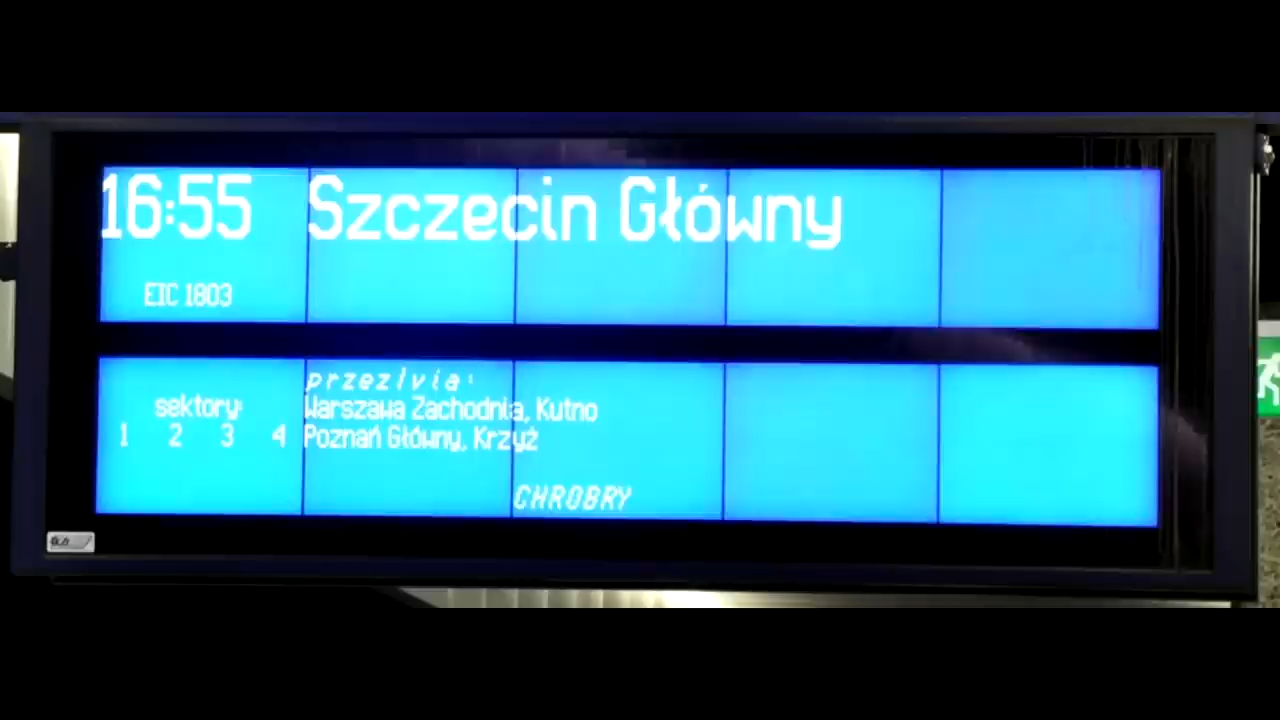 16:55 Szczecin Główny
EIC 1803
przez/via:
sektory: Warszawa Zachodnia, Kutno
1 2 3 4 Poznań Główny, Krzyż
CHROBRY